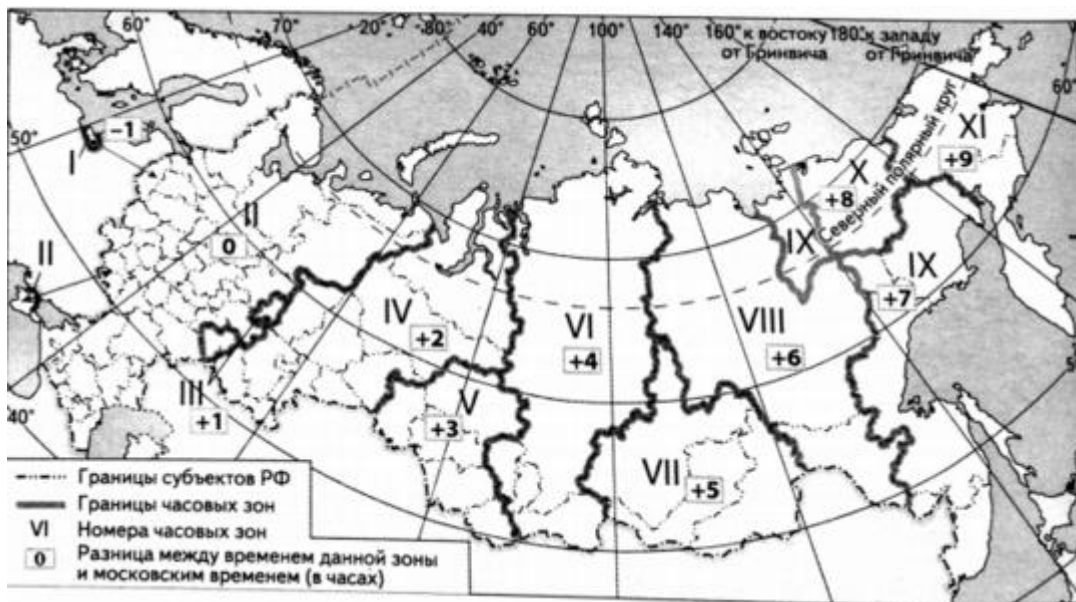 60° 70° 80° 40° 60° 100° 140° 160° к востоку 180° к западу
от Гринвича от Гринвича
60°
50°
I
-1
II
0
II
III
+1
40°
IV
+2
V
+3
VI
+4
VII
+5
VIII
+6
IX
IX
+7
X
+8
XI
+9
Северный полярный круг
Границы субъектов РФ
Границы часовых зон
VI Номера часовых зон
0 Разница между временем данной зоны
и московским временем (в часах)